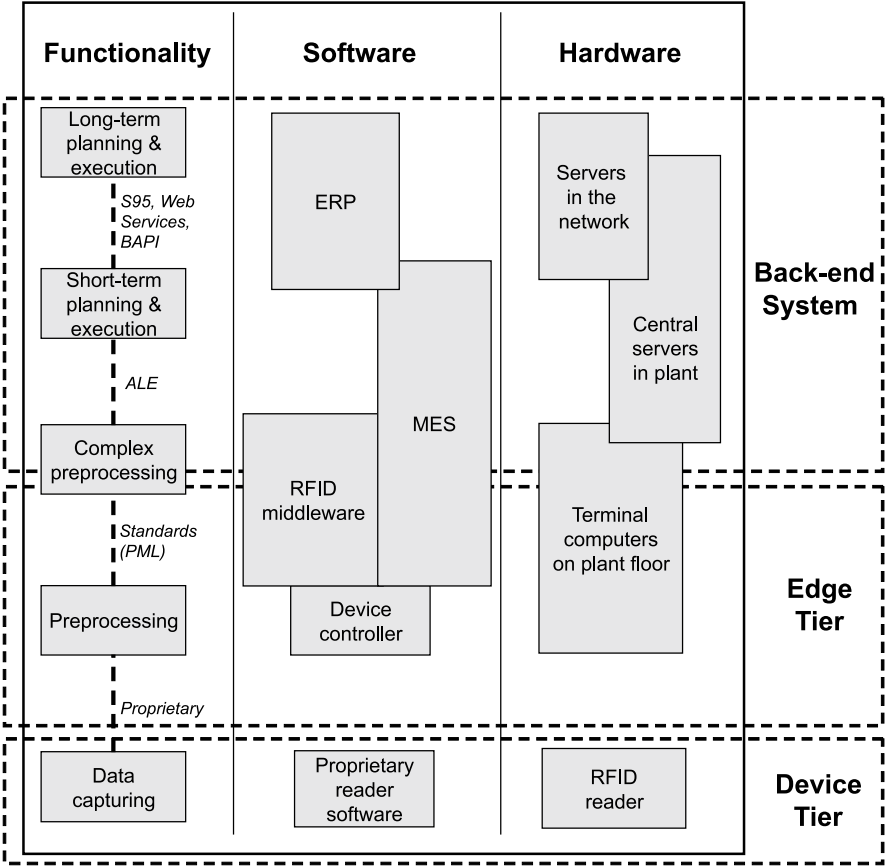 Functionality
Software
Hardware
Long-term
planning &
execution
S95, Web
Services,
BAPI
Short-term
planning &
execution
ALE
Complex
preprocessing
Standards
(PML)
Preprocessing
Proprietary
Data
capturing
ERP
MES
RFID
middleware
Device
controller
Proprietary
reader
software
Servers
in the
network
Central
servers
in plant
Terminal
computers
on plant floor
RFID
reader
Back-end
System
Edge
Tier
Device
Tier